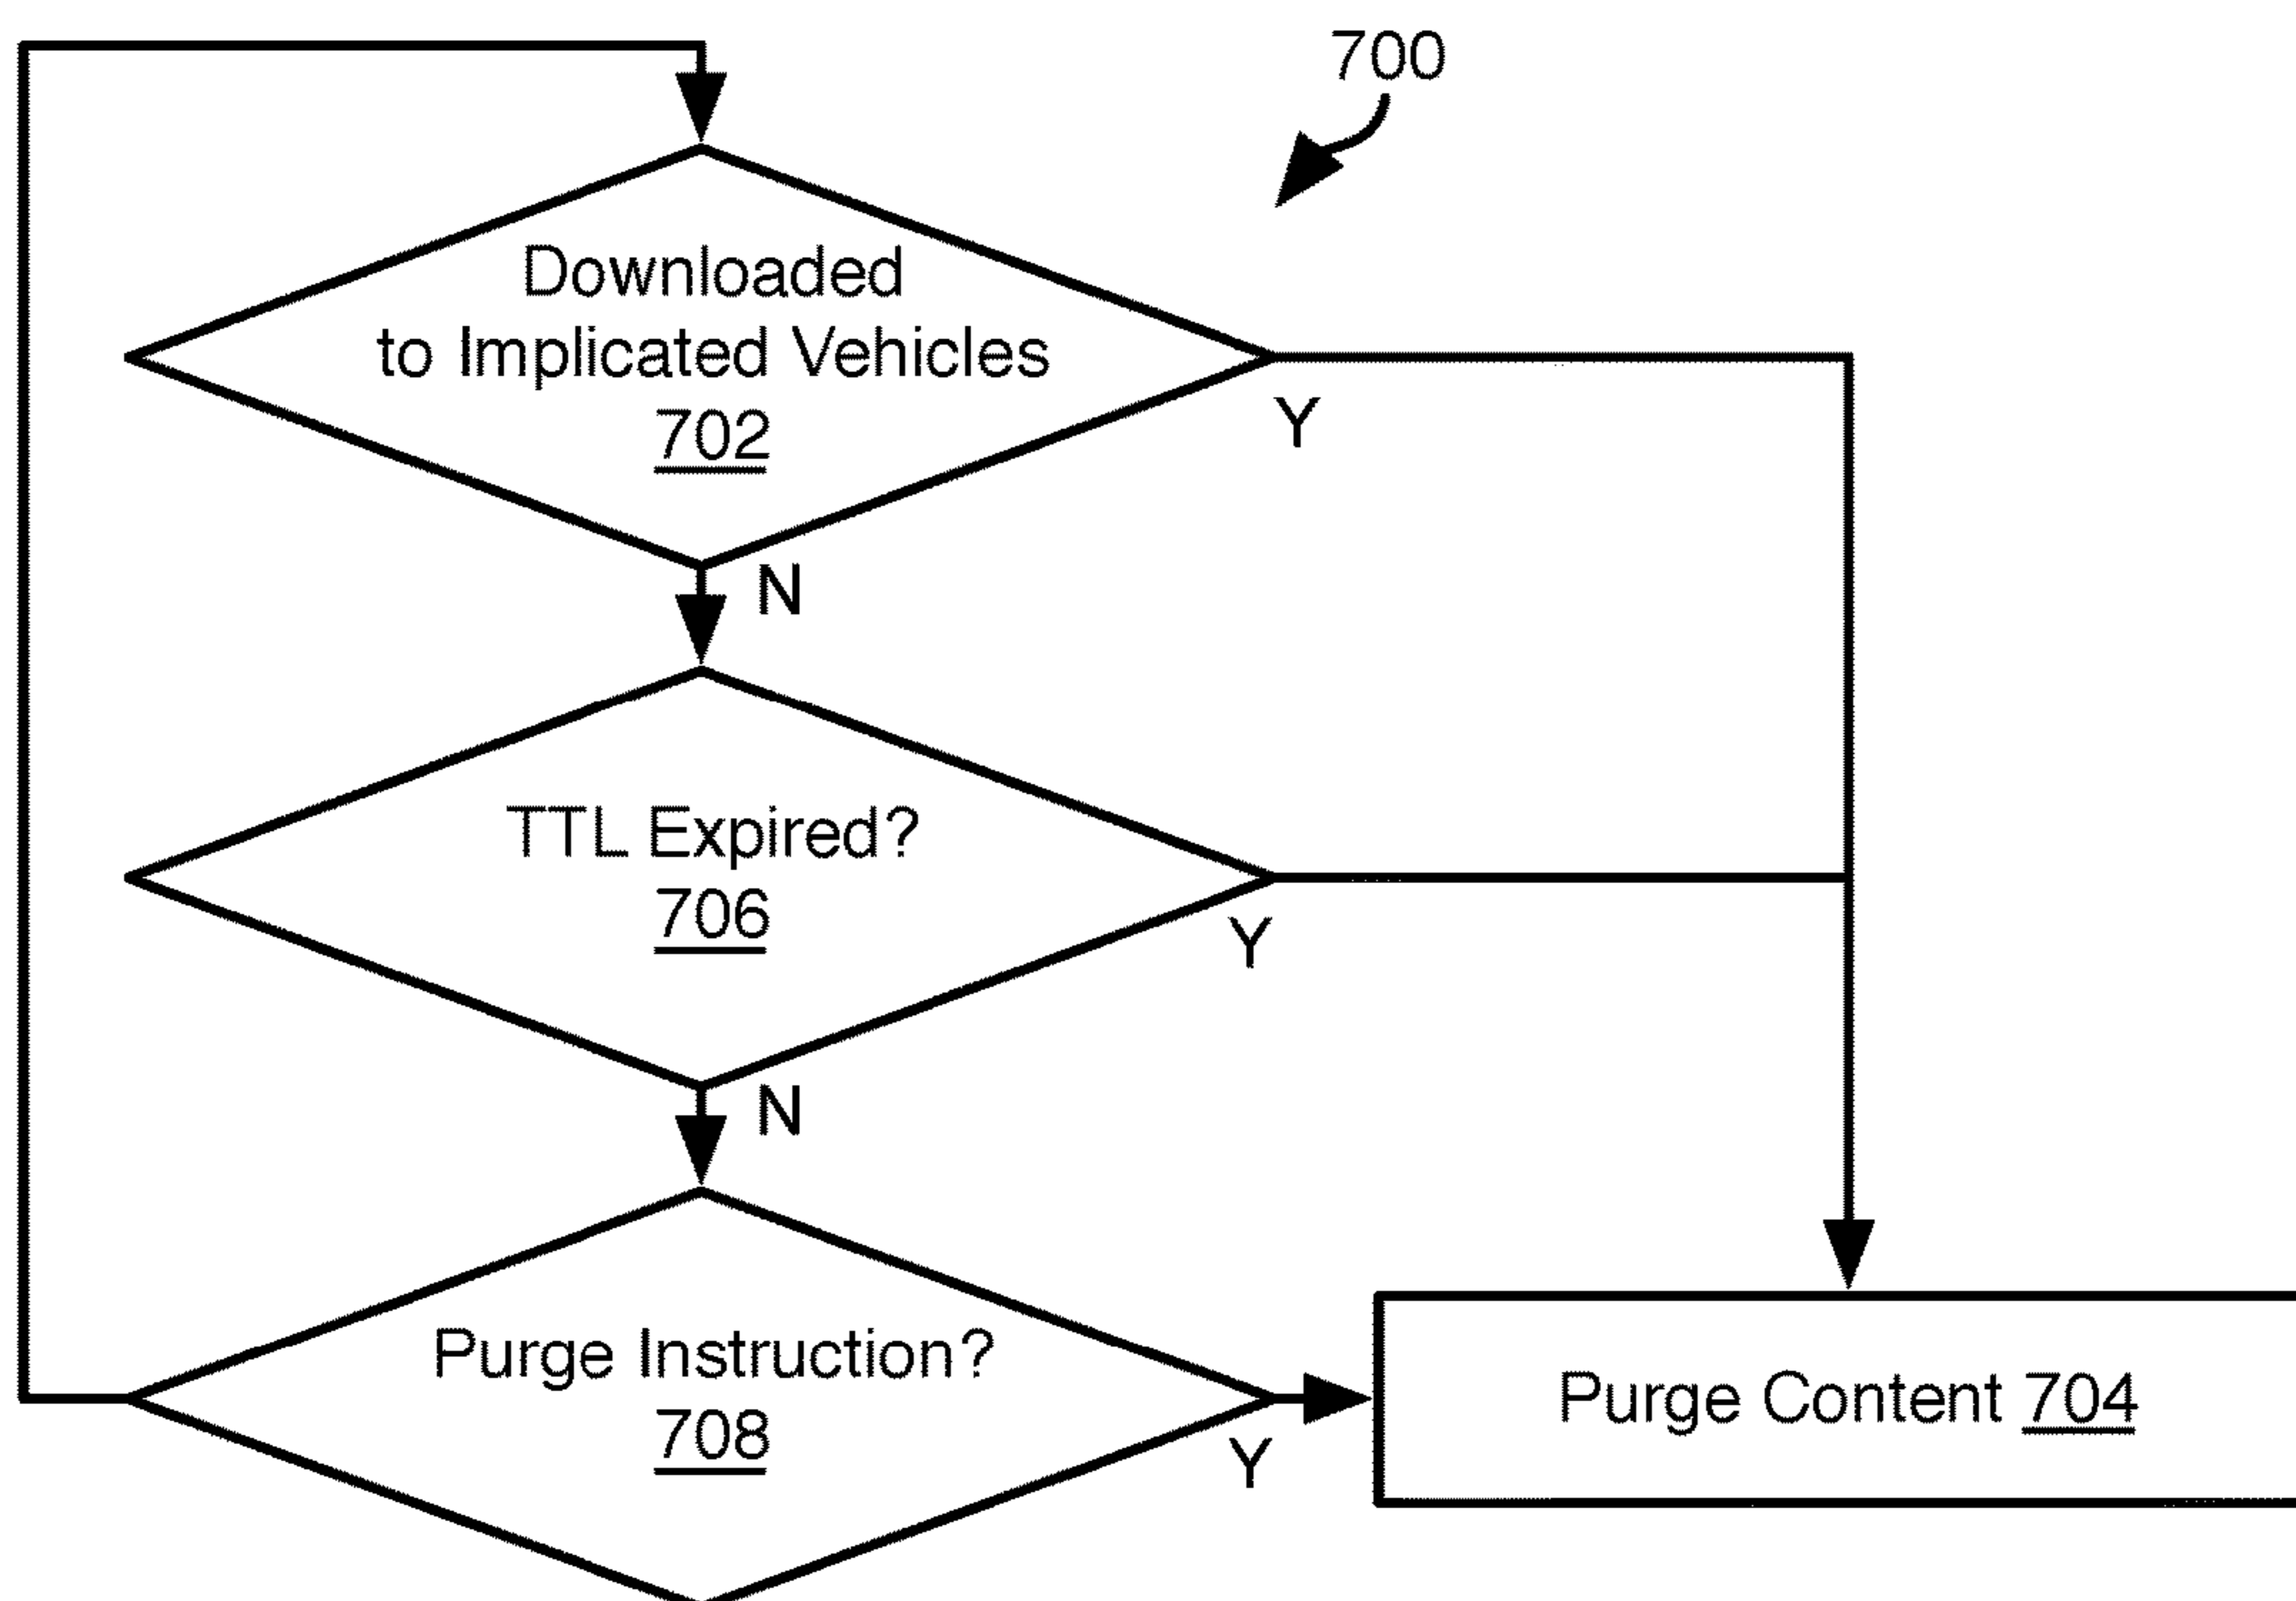 700
Downloaded
to Implicated Vehicles
702
Y
N
TTL Expired?
706
Y
N
Purge Instruction?
708
Y
Purge Content 704